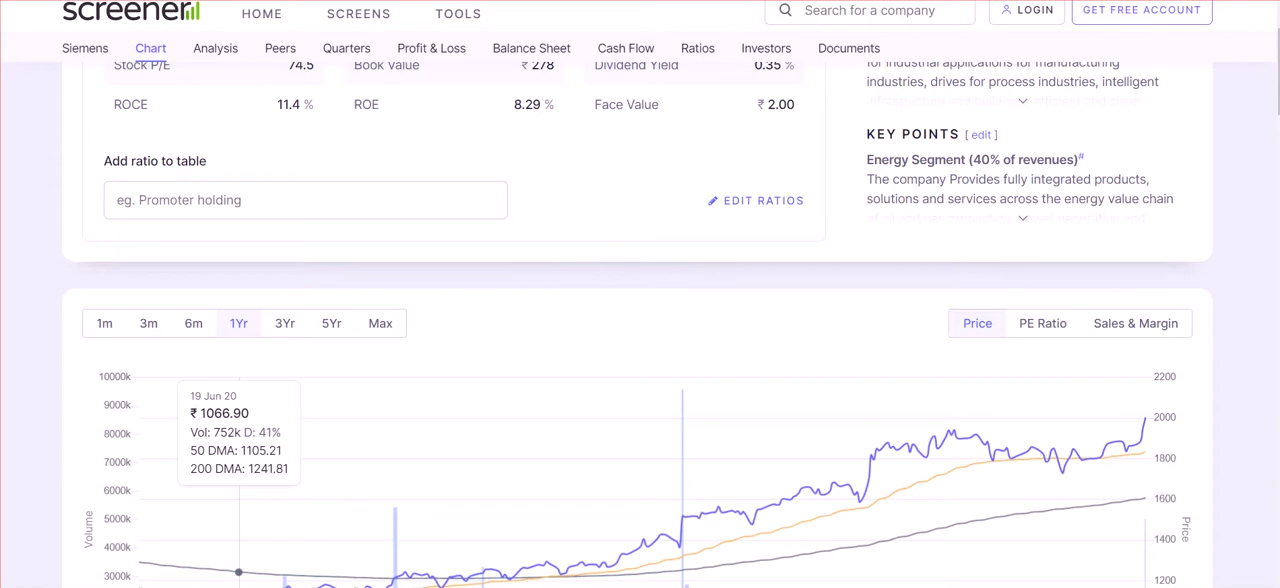 screener
HOME
SCREENS
TOOLS
Search for a company
LOGIN
GET FREE ACCOUNT
Siemens
Chart
Analysis
Peers
Quarters
Profit & Loss
Balance Sheet
Cash Flow
Ratios
Investors
Documents
Stock P/E 74.5
Book Value ₹ 278
Dividend Yield 0.35 %
ROCE 11.4 %
ROE 8.29 %
Face Value ₹ 2.00
Add ratio to table
eg. Promoter holding
EDIT RATIOS
for industrial applications for manufacturing
industries, drives for process industries, intelligent
KEY POINTS [ edit ]
Energy Segment (40% of revenues)#
The company Provides fully integrated products,
solutions and services across the energy value chain
1m
3m
6m
1Yr
3Yr
5Yr
Max
Price
PE Ratio
Sales & Margin
10000k
9000k
8000k
7000k
6000k
5000k
4000k
3000k
Volume
19 Jun 20
₹ 1066.90
Vol: 752k D: 41%
50 DMA: 1105.21
200 DMA: 1241.81
2200
2000
1800
1600
1400
1200
Price